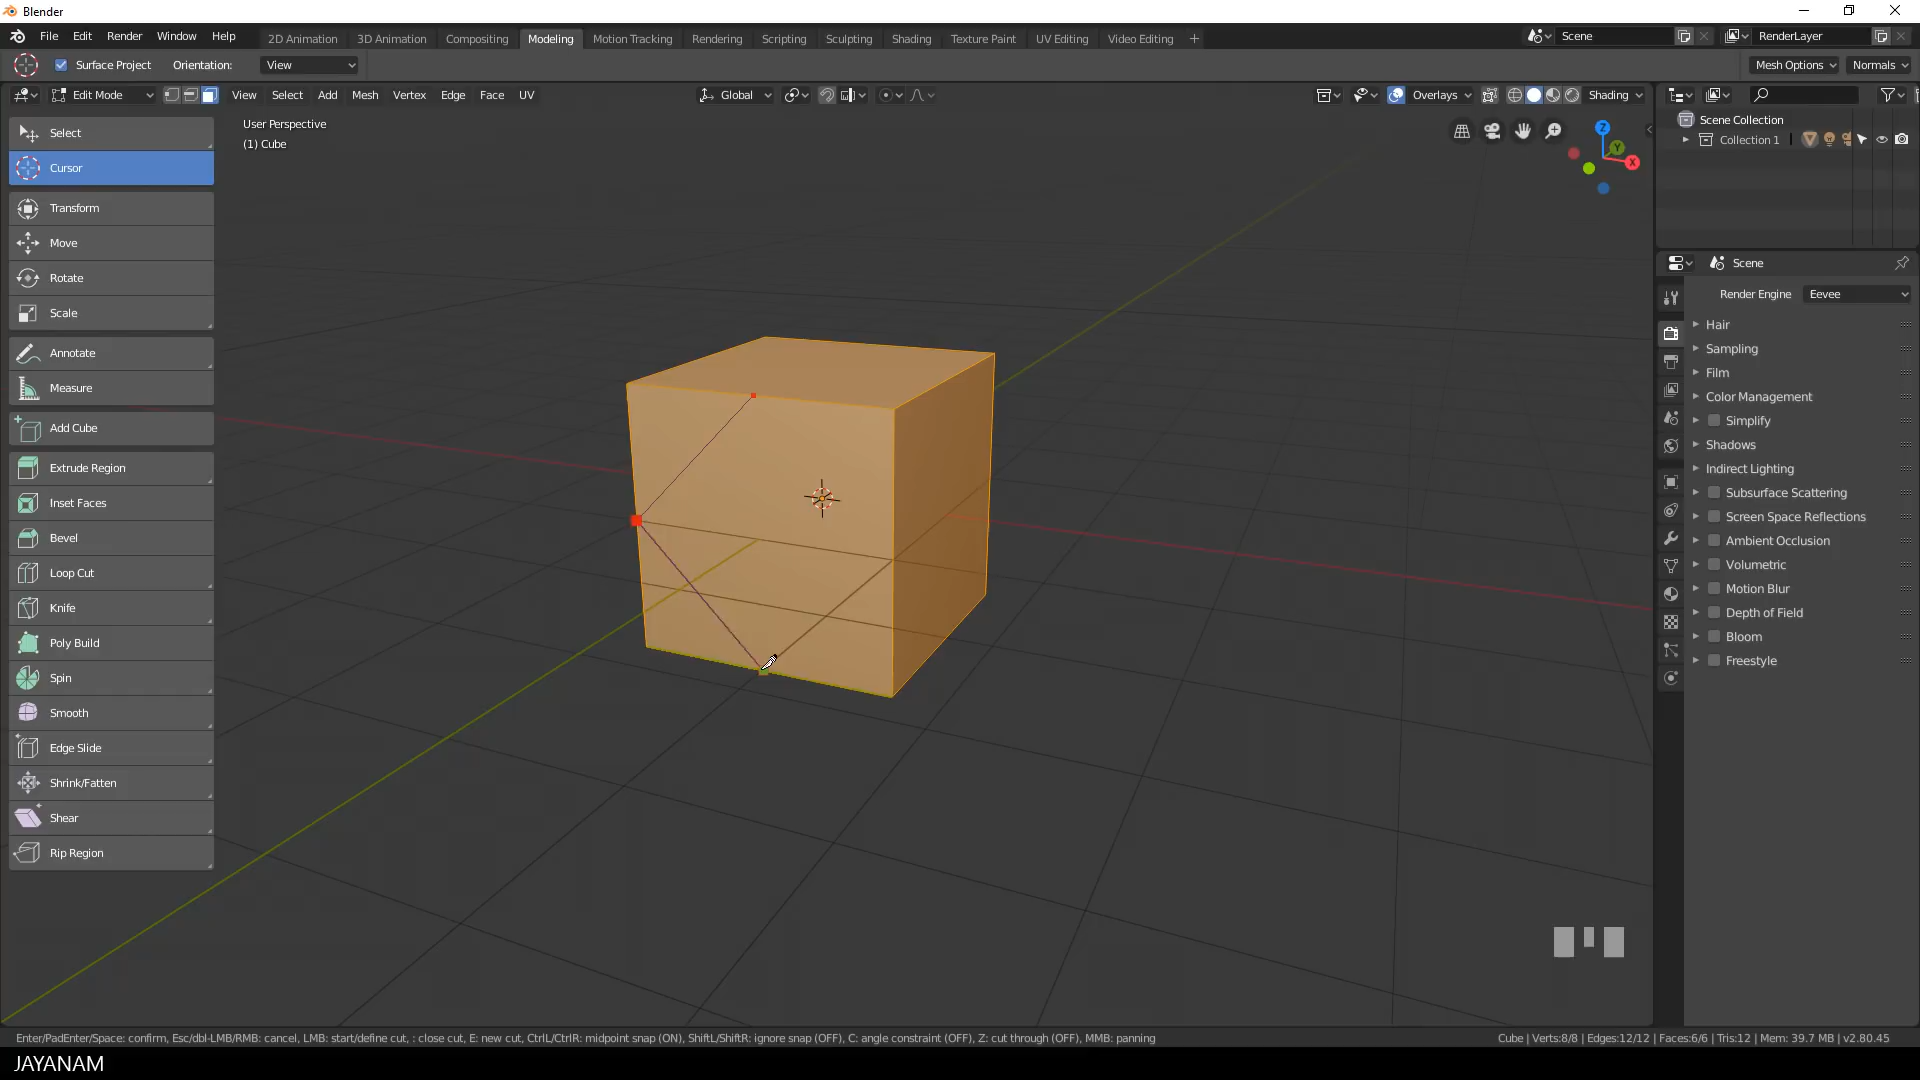 Blender
File Edit Render Window Help 2D Animation 3D Animation Compositing Modeling Motion Tracking Rendering Scripting Sculpting Shading Texture Paint UV Editing Video Editing + Scene RenderLayer
Surface Project Orientation: View Mesh Options Normals
Edit Mode View Select Add Mesh Vertex Edge Face UV Global Overlays Shading
User Perspective
(1) Cube
Select
Cursor
Transform
Move
Rotate
Scale
Annotate
Measure
Add Cube
Extrude Region
Inset Faces
Bevel
Loop Cut
Knife
Poly Build
Spin
Smooth
Edge Slide
Shrink/Fatten
Shear
Rip Region
Z
Y
X
Scene Collection
Collection 1
Scene
Render Engine Eevee
Hair
Sampling
Film
Color Management
Simplify
Shadows
Indirect Lighting
Subsurface Scattering
Screen Space Reflections
Ambient Occlusion
Volumetric
Motion Blur
Depth of Field
Bloom
Freestyle
Enter/PadEnter/Space: confirm, Esc/dbl-LMB/RMB: cancel, LMB: start/define cut, : close cut, E: new cut, CtrlL/CtrlR: midpoint snap (ON), ShiftL/ShiftR: ignore snap (OFF), C: angle constraint (OFF), Z: cut through (OFF), MMB: panning Cube | Verts:8/8 | Edges:12/12 | Faces:6/6 | Tris:12 | Mem: 39.7 MB | v2.80.45
JAYANAM